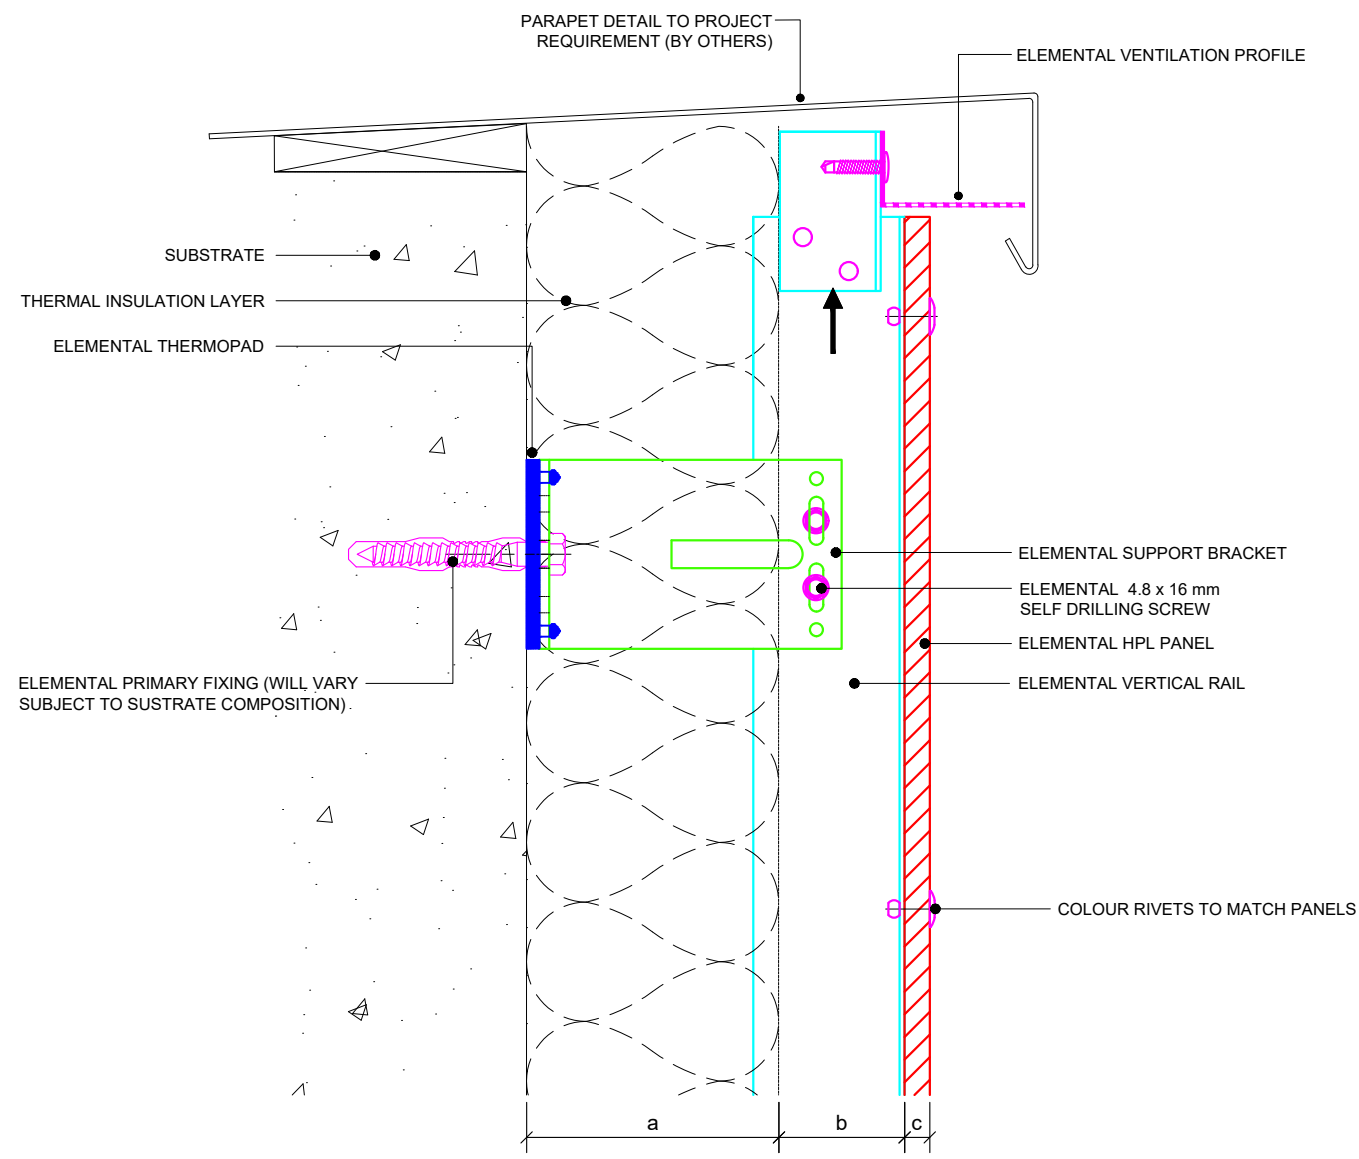 PARAPET DETAIL TO PROJECT
REQUIREMENT (BY OTHERS)
ELEMENTAL VENTILATION PROFILE
SUBSTRATE
THERMAL INSULATION LAYER
ELEMENTAL THERMOPAD
ELEMENTAL SUPPORT BRACKET
ELEMENTAL 4.8 x 16 mm
SELF DRILLING SCREW
ELEMENTAL HPL PANEL
ELEMENTAL PRIMARY FIXING (WILL VARY
SUBJECT TO SUSTRATE COMPOSITION)
ELEMENTAL VERTICAL RAIL
COLOUR RIVETS TO MATCH PANELS
a b c